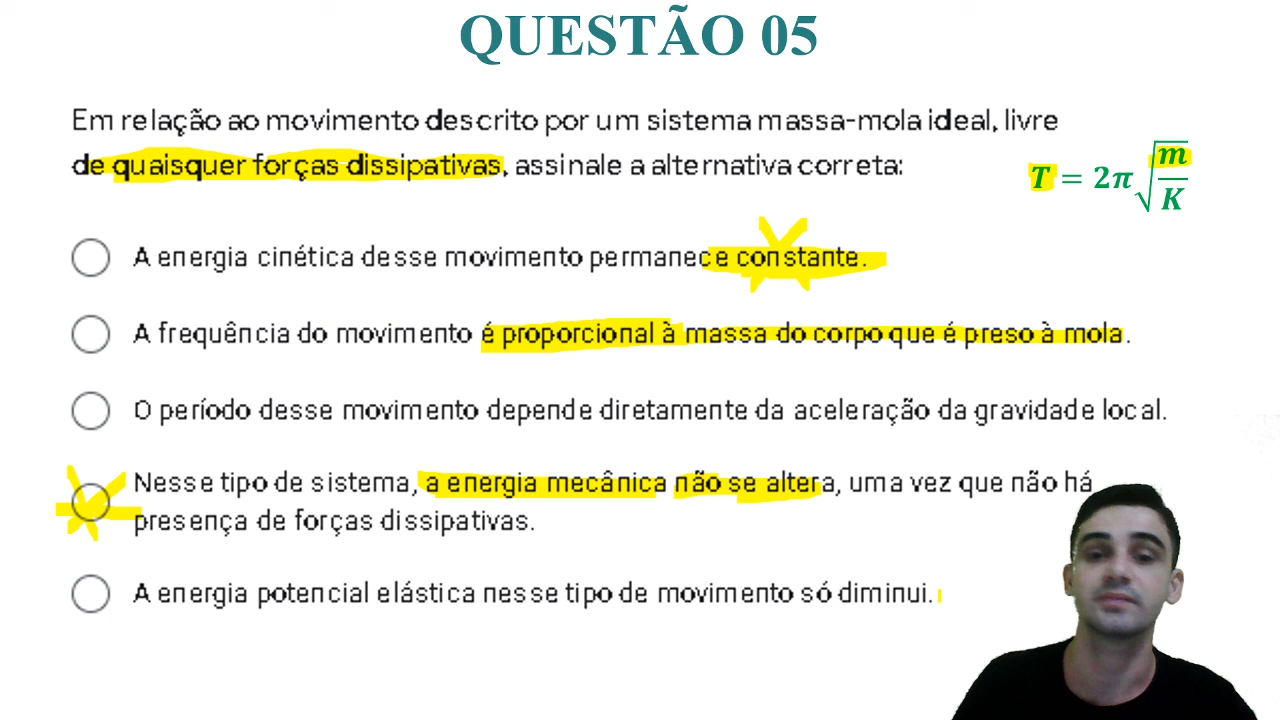 QUESTÃO 05
Em relação ao movimento descrito por um sistema massa-mola ideal, livre
de quaisquer forças dissipativas, assinale a alternativa correta:
T = 2π√(m/K)
A energia cinética desse movimento permanece constante.
A frequência do movimento é proporcional à massa do corpo que é preso à mola.
O período desse movimento depende diretamente da aceleração da gravidade local.
Nesse tipo de sistema, a energia mecânica não se altera, uma vez que não há
presença de forças dissipativas.
A energia potencial elástica nesse tipo de movimento só diminui.